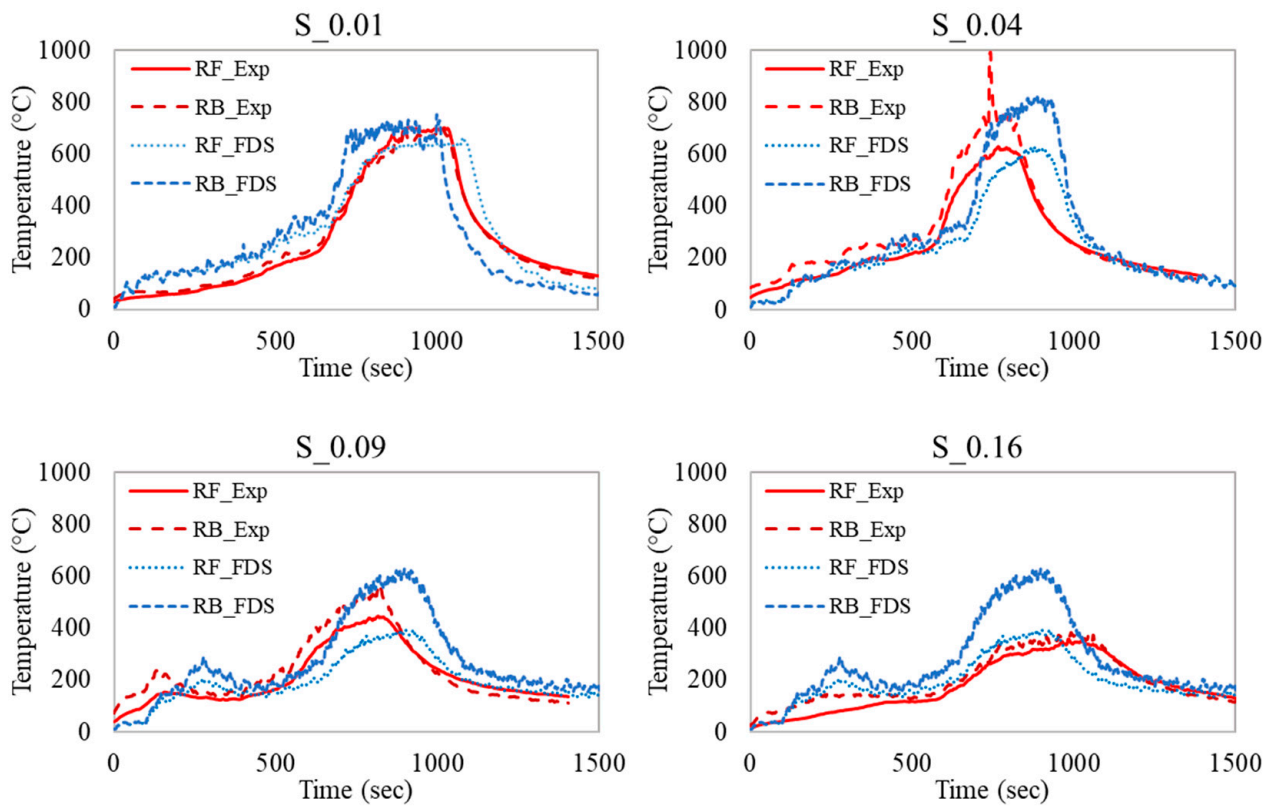 S_0.01
1000
800
600
400
200
0
Temperature (°C)
RF_Exp
RB_Exp
RF_FDS
RB_FDS
0 500 1000 1500
Time (sec)
S_0.04
1000
800
600
400
200
0
Temperature (°C)
RF_Exp
RB_Exp
RF_FDS
RB_FDS
0 500 1000 1500
Time (sec)
S_0.09
1000
800
600
400
200
0
Temperature (°C)
RF_Exp
RB_Exp
RF_FDS
RB_FDS
0 500 1000 1500
Time (sec)
S_0.16
1000
800
600
400
200
0
Temperature (°C)
RF_Exp
RB_Exp
RF_FDS
RB_FDS
0 500 1000 1500
Time (sec)